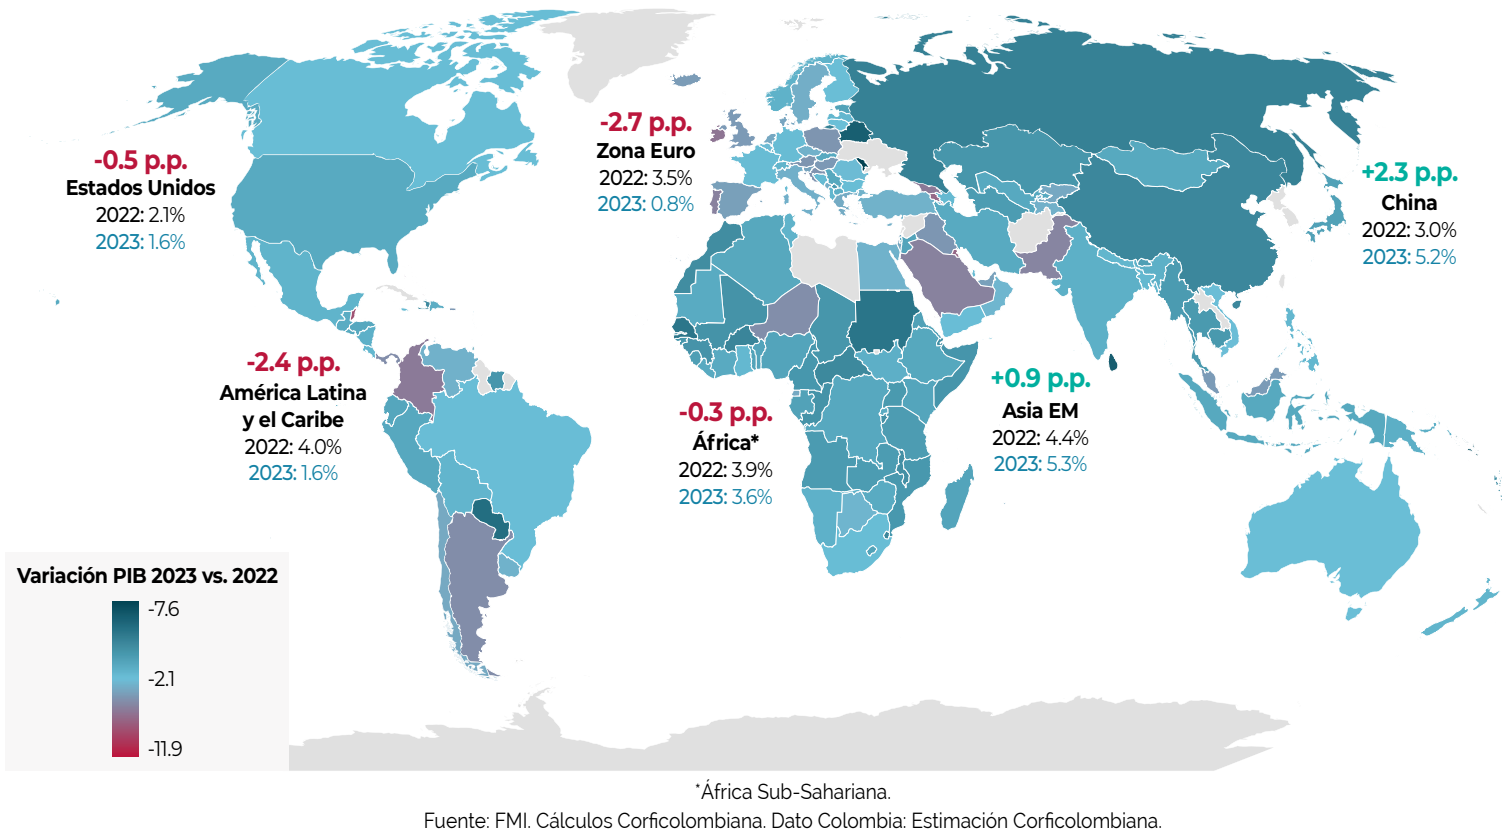 -0.5 p.p.
Estados Unidos
2022: 2.1%
2023: 1.6%
-2.7 p.p.
Zona Euro
2022: 3.5%
2023: 0.8%
+2.3 p.p.
China
2022: 3.0%
2023: 5.2%
-2.4 p.p.
América Latina
y el Caribe
2022: 4.0%
2023: 1.6%
-0.3 p.p.
África*
2022: 3.9%
2023: 3.6%
+0.9 p.p.
Asia EM
2022: 4.4%
2023: 5.3%
Variación PIB 2023 vs. 2022
-7.6
-2.1
-11.9
*África Sub-Sahariana.
Fuente: FMI. Cálculos Corficolombiana. Dato Colombia: Estimación Corficolombiana.